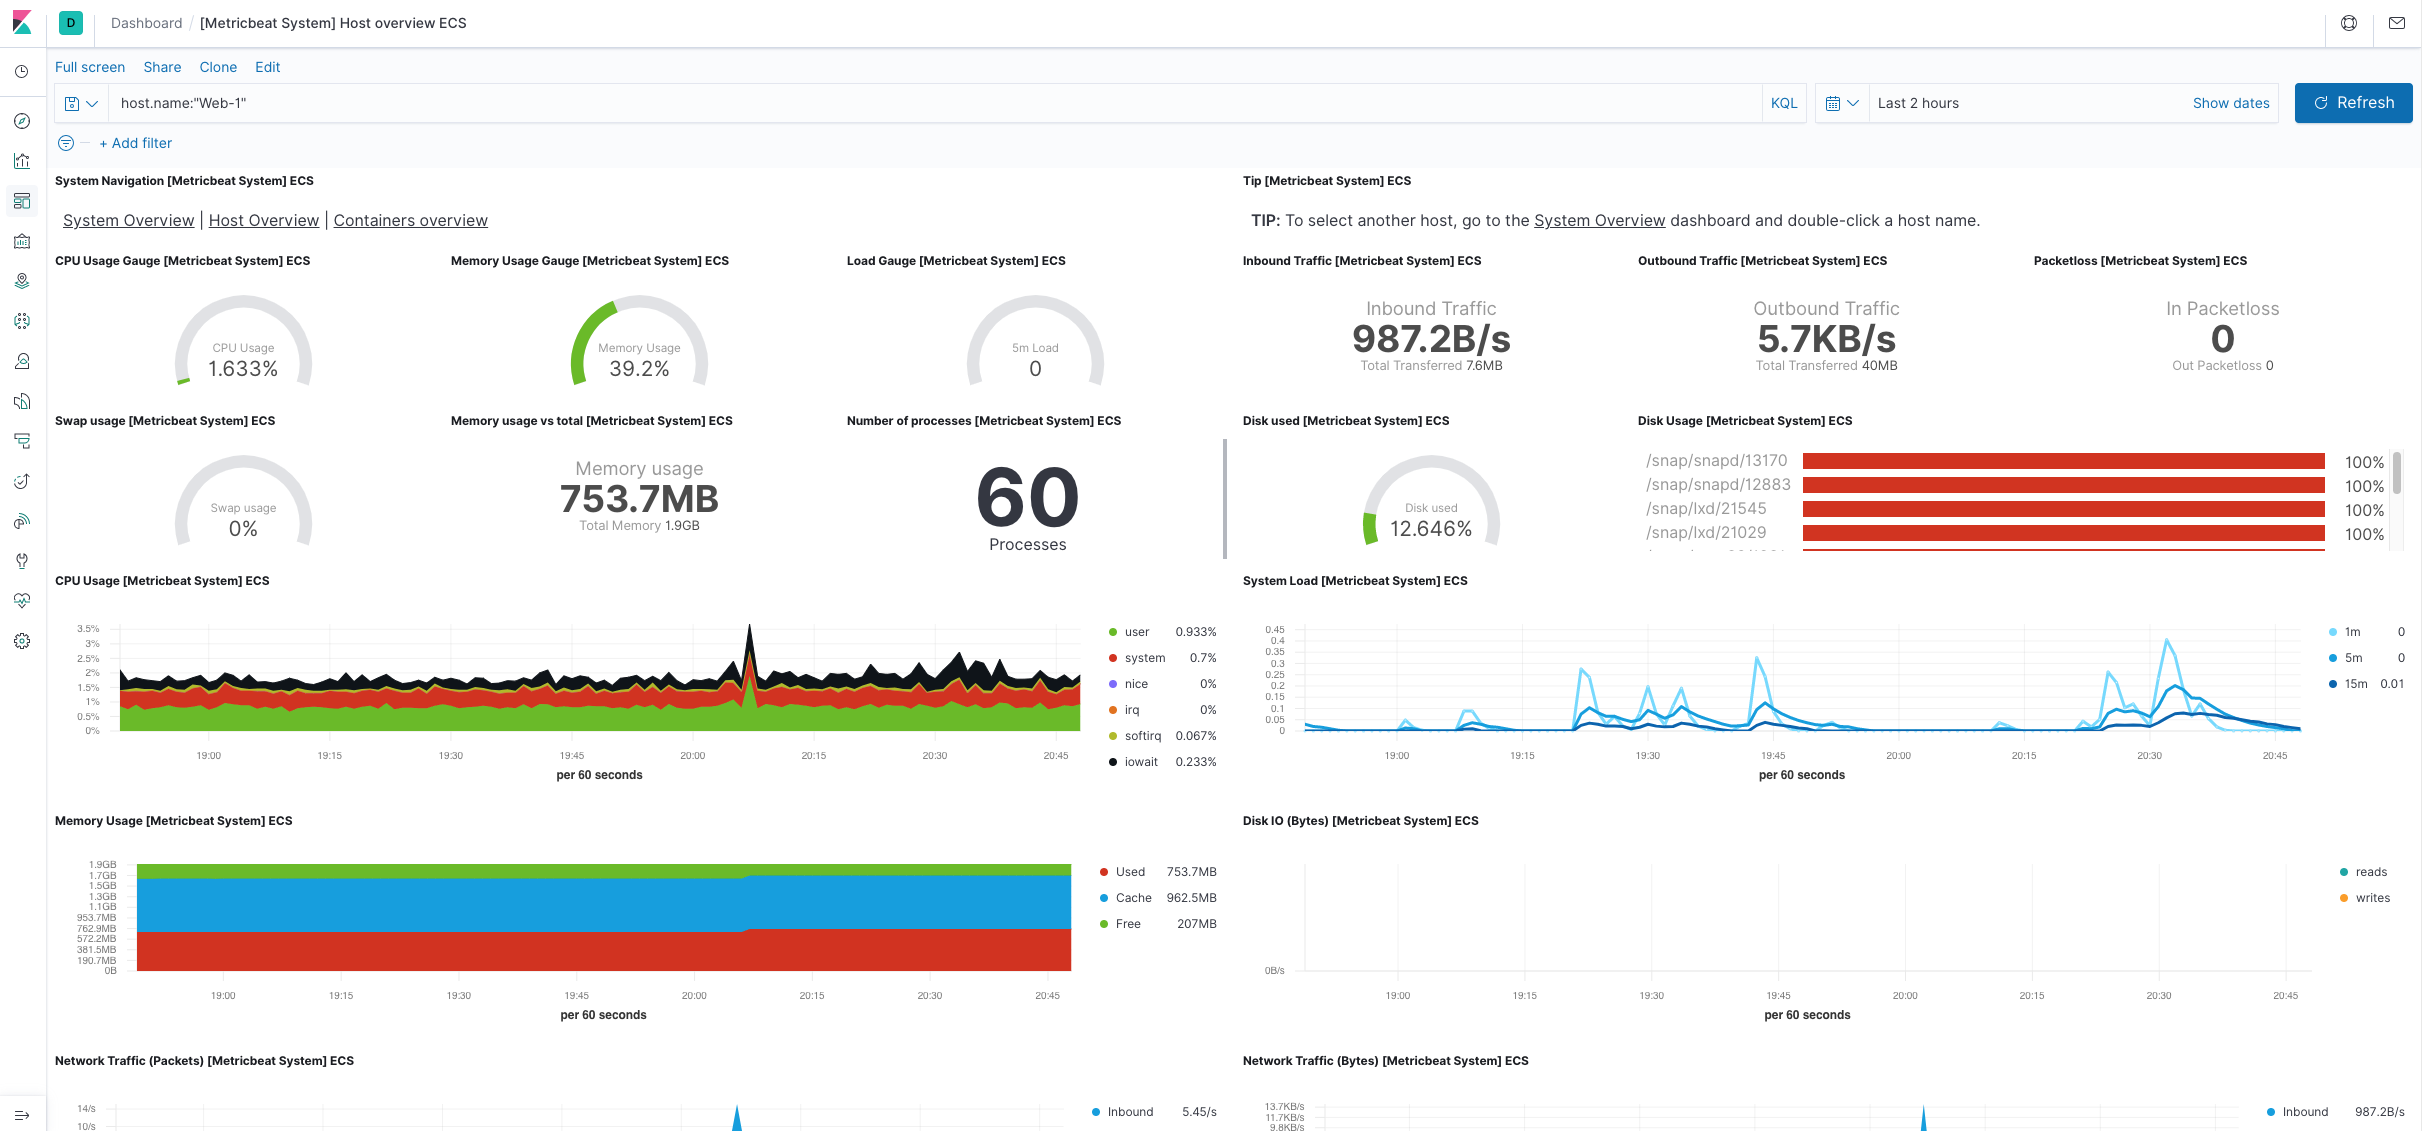 D Dashboard / [Metricbeat System] Host overview ECS
Full screen Share Clone Edit
host.name:"Web-1" KQL Last 2 hours Show dates Refresh
+ Add filter
System Navigation [Metricbeat System] ECS
System Overview | Host Overview | Containers overview
Tip [Metricbeat System] ECS
TIP: To select another host, go to the System Overview dashboard and double-click a host name.
CPU Usage Gauge [Metricbeat System] ECS
CPU Usage
1.633%
Memory Usage Gauge [Metricbeat System] ECS
Memory Usage
39.2%
Load Gauge [Metricbeat System] ECS
5m Load
0
Inbound Traffic [Metricbeat System] ECS
Inbound Traffic
987.2B/s
Total Transferred 7.6MB
Outbound Traffic [Metricbeat System] ECS
Outbound Traffic
5.7KB/s
Total Transferred 40MB
Packetloss [Metricbeat System] ECS
In Packetloss
0
Out Packetloss 0
Swap usage [Metricbeat System] ECS
Swap usage
0%
Memory usage vs total [Metricbeat System] ECS
Memory usage
753.7MB
Total Memory 1.9GB
Number of processes [Metricbeat System] ECS
60
Processes
Disk used [Metricbeat System] ECS
Disk used
12.646%
Disk Usage [Metricbeat System] ECS
/snap/snapd/13170 100%
/snap/snapd/12883 100%
/snap/lxd/21545 100%
/snap/lxd/21029 100%
CPU Usage [Metricbeat System] ECS
3.5%
3%
2.5%
2%
1.5%
1%
0.5%
0%
19:00 19:15 19:30 19:45 20:00 20:15 20:30 20:45
per 60 seconds
user 0.933%
system 0.7%
nice 0%
irq 0%
softirq 0.067%
iowait 0.233%
System Load [Metricbeat System] ECS
0.45
0.4
0.35
0.3
0.25
0.2
0.15
0.1
0.05
0
19:00 19:15 19:30 19:45 20:00 20:15 20:30 20:45
per 60 seconds
1m 0
5m 0
15m 0.01
Memory Usage [Metricbeat System] ECS
1.9GB
1.7GB
1.5GB
1.3GB
1.1GB
953.7MB
762.9MB
572.2MB
381.5MB
190.7MB
0B
19:00 19:15 19:30 19:45 20:00 20:15 20:30 20:45
per 60 seconds
Used 753.7MB
Cache 962.5MB
Free 207MB
Disk IO (Bytes) [Metricbeat System] ECS
0B/s
19:00 19:15 19:30 19:45 20:00 20:15 20:30 20:45
per 60 seconds
reads
writes
Network Traffic (Packets) [Metricbeat System] ECS
14/s
10/s
Inbound 5.45/s
Network Traffic (Bytes) [Metricbeat System] ECS
13.7KB/s
11.7KB/s
9.8KB/s
Inbound 987.2B/s